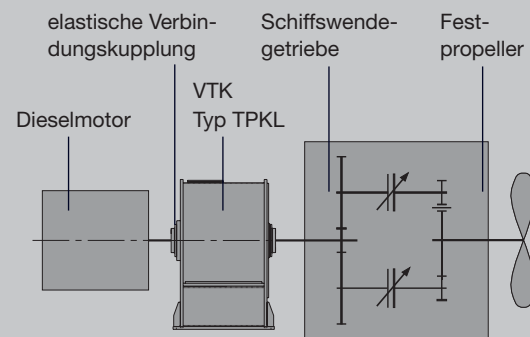 elastische Verbin-
dungskupplung
Schiffswende-
getriebe
Fest-
propeller
VTK
Typ TPKL
Dieselmotor